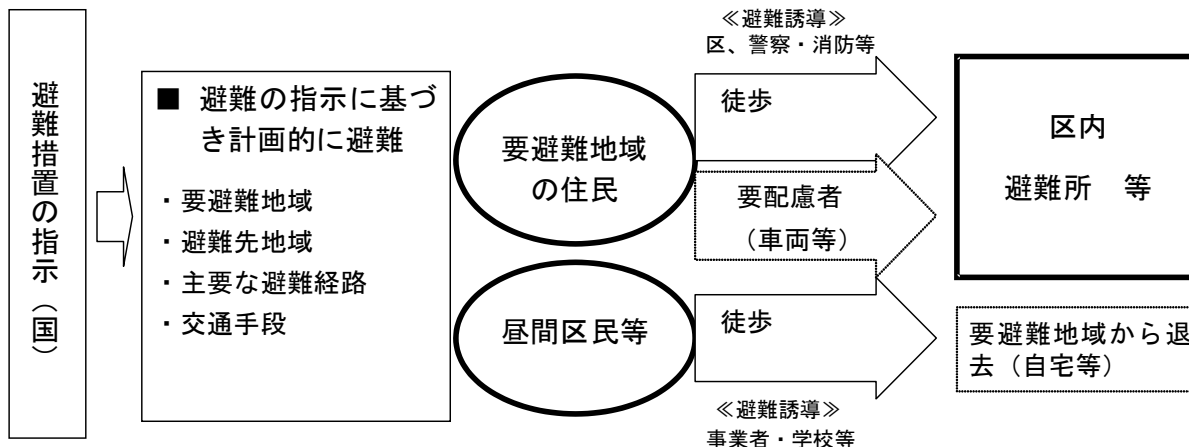 避難措置の指示（国）
■ 避難の指示に基づ
き計画的に避難
・要避難地域
・避難先地域
・主要な避難経路
・交通手段
要避難地域
の住民
昼間区民等
≪避難誘導≫
区、警察・消防等
徒歩
要配慮者
（車両等）
徒歩
≪避難誘導≫
事業者・学校等
区内
避難所　等
要避難地域から退
去（自宅等）